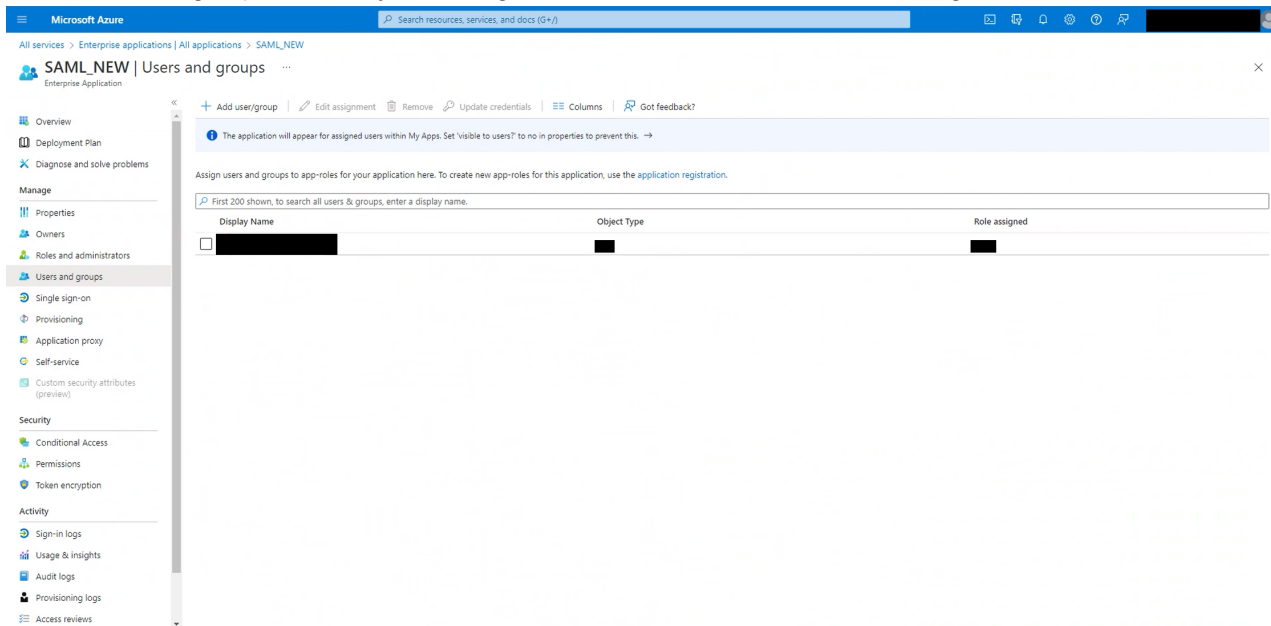 Microsoft Azure
Search resources, services, and docs (G+/)
All services > Enterprise applications | All applications > SAML_NEW
SAML_NEW | Users and groups ...
Enterprise Application
Add user/group
Edit assignment
Remove
Update credentials
Columns
Got feedback?
The application will appear for assigned users within My Apps. Set 'visible to users?' to no in properties to prevent this. →
Assign users and groups to app-roles for your application here. To create new app-roles for this application, use the application registration.
First 200 shown, to search all users & groups, enter a display name.
Display Name
Object Type
Role assigned
Overview
Deployment Plan
Diagnose and solve problems
Manage
Properties
Owners
Roles and administrators
Users and groups
Single sign-on
Provisioning
Application proxy
Self-service
Custom security attributes
(preview)
Security
Conditional Access
Permissions
Token encryption
Activity
Sign-in logs
Usage & insights
Audit logs
Provisioning logs
Access reviews